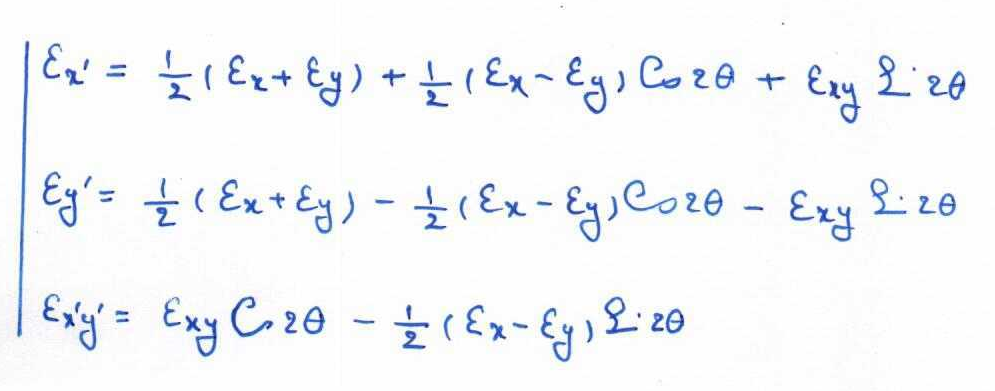 εx' = 1/2 (εx + εy) + 1/2 (εx - εy) Cos 2θ + εxy Sin 2θ
εy' = 1/2 (εx + εy) - 1/2 (εx - εy) Cos 2θ - εxy Sin 2θ
εx'y' = εxy Cos 2θ - 1/2 (εx - εy) Sin 2θ